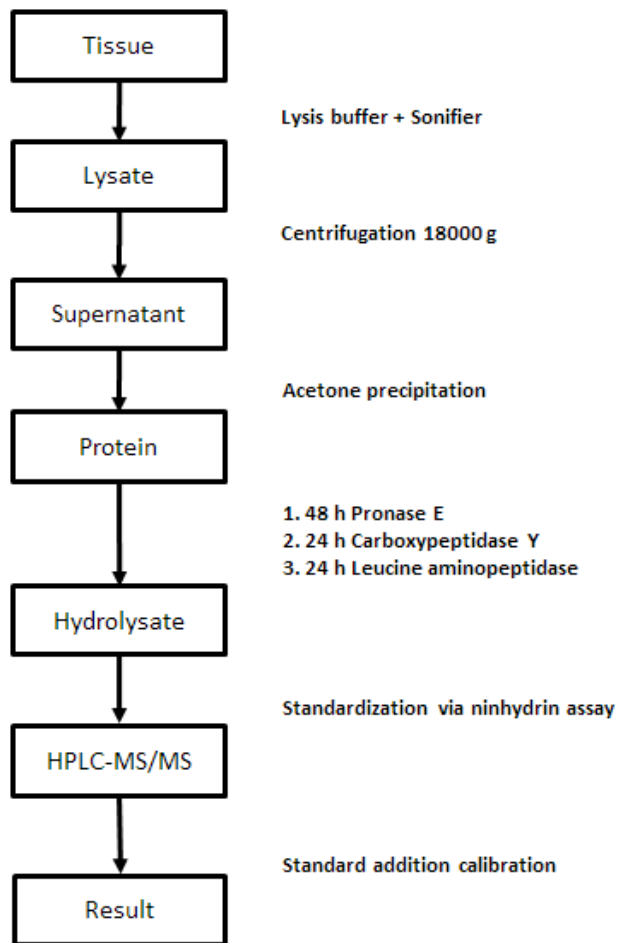 Tissue
Lysis buffer + Sonifier
Lysate
Centrifugation 18000 g
Supernatant
Acetone precipitation
Protein
1. 48 h Pronase E
2. 24 h Carboxypeptidase Y
3. 24 h Leucine aminopeptidase
Hydrolysate
Standardization via ninhydrin assay
HPLC-MS/MS
Standard addition calibration
Result